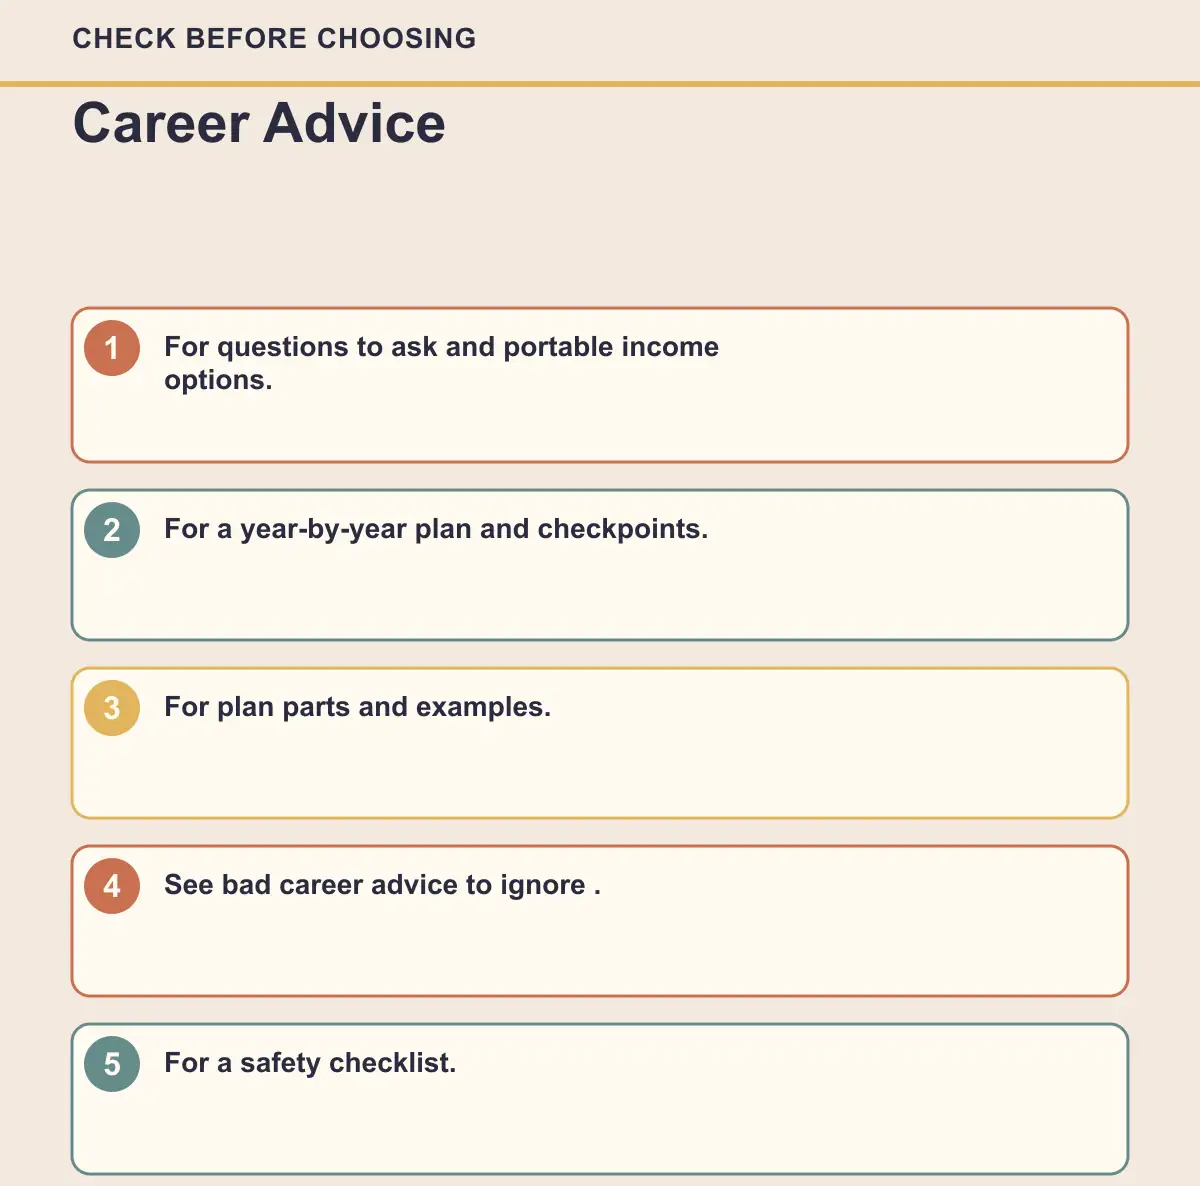 CHECK BEFORE CHOOSING
Career Advice
1
For questions to ask and portable income
options.
2
For a year-by-year plan and checkpoints.
3
For plan parts and examples.
4
See bad career advice to ignore .
5
For a safety checklist.